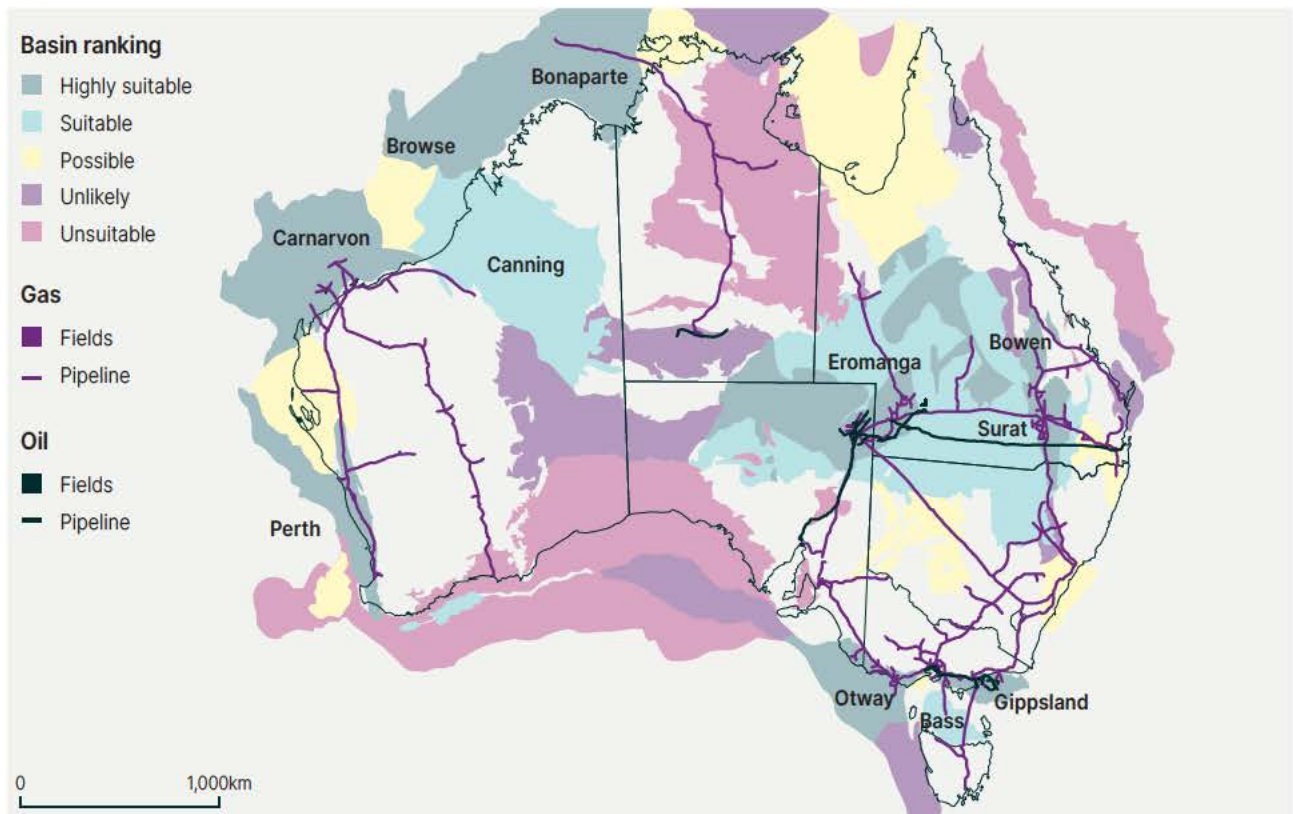 Basin ranking
Highly suitable
Suitable
Possible
Unlikely
Unsuitable
Gas
Fields
Pipeline
Oil
Fields
Pipeline
Bonaparte
Browse
Carnarvon
Canning
Bowen
Eromanga
Surat
Perth
Otway
Gippsland
Bass
0 1,000km